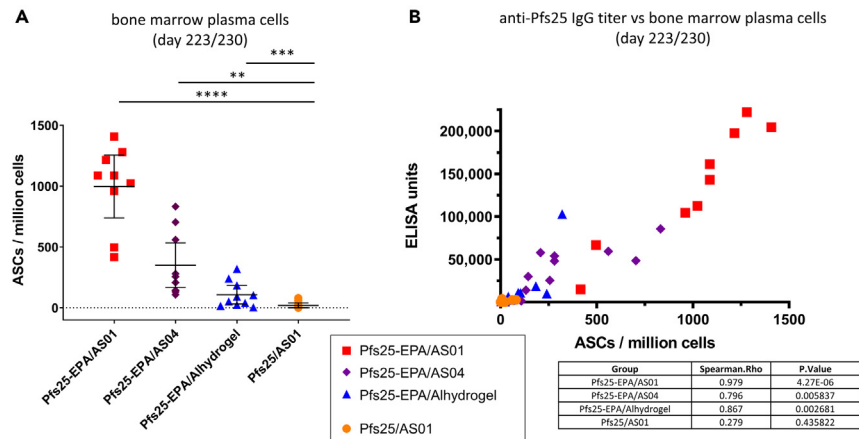 A
bone marrow plasma cells
(day 223/230)
***
**
****
ASCs / million cells
1500
1000
500
0
Pfs25-EPA/AS01
Pfs25-EPA/AS04
Pfs25-EPA/Alhydrogel
Pfs25/AS01
B
anti-Pfs25 IgG titer vs bone marrow plasma cells
(day 223/230)
ELISA units
200,000
150,000
100,000
50,000
0
0 500 1000 1500
ASCs / million cells
Pfs25-EPA/AS01
Pfs25-EPA/AS04
Pfs25-EPA/Alhydrogel
Pfs25/AS01
Group Spearman.Rho P.Value
Pfs25-EPA/AS01 0.979 4.27E-06
Pfs25-EPA/AS04 0.796 0.005837
Pfs25-EPA/Alhydrogel 0.867 0.002681
Pfs25/AS01 0.279 0.435822